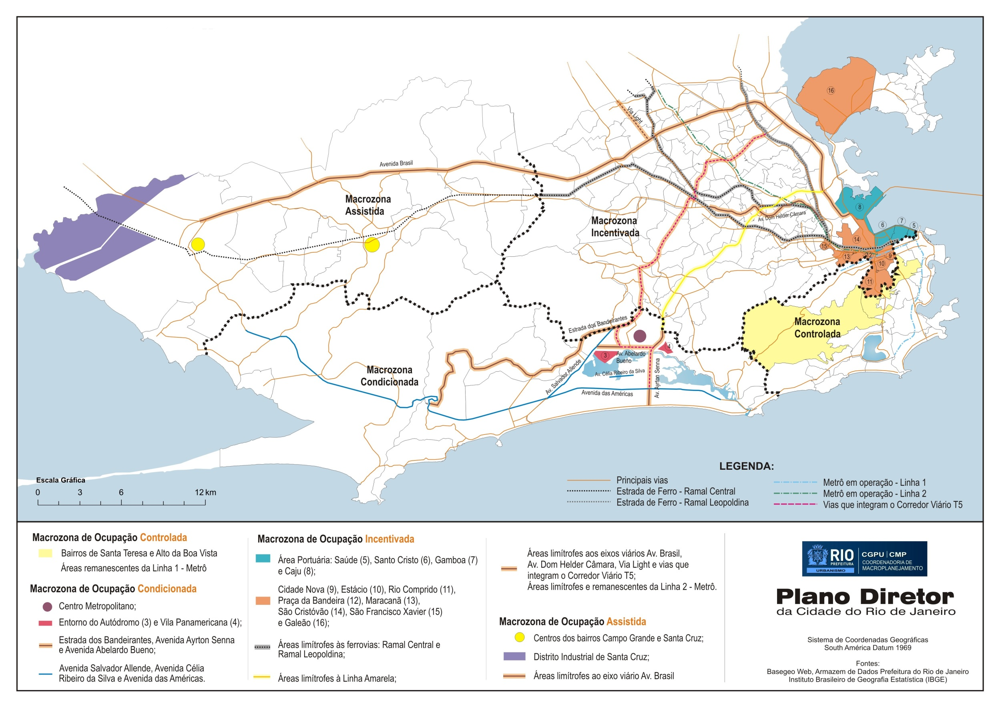 16
Via Light
Avenida Brasil
Macrozona
Assistida
Macrozona
Incentivada
8
Av. Dom Helder Câmara
6
7
5
14
15
13
12
9
10
11
Macrozona
Controlada
Estrada dos Bandeirantes
4
3
Av. Abelardo
Bueno
Av. Célia Ribeiro da Silva
Av. Salvador Allende
Av. Ayrton Senna
Avenida das Américas
Macrozona
Condicionada
Escala Gráfica
0 3 6 12 km
LEGENDA:
Principais vias
Estrada de Ferro - Ramal Central
Estrada de Ferro - Ramal Leopoldina
Metrô em operação - Linha 1
Metrô em operação - Linha 2
Vias que integram o Corredor Viário T5
Macrozona de Ocupação Controlada
Bairros de Santa Teresa e Alto da Boa Vista
Áreas remanescentes da Linha 1 - Metrô
Macrozona de Ocupação Condicionada
Centro Metropolitano;
Entorno do Autódromo (3) e Vila Panamericana (4);
Estrada dos Bandeirantes, Avenida Ayrton Senna
e Avenida Abelardo Bueno;
Avenida Salvador Allende, Avenida Célia
Ribeiro da Silva e Avenida das Américas.
Macrozona de Ocupação Incentivada
Área Portuária: Saúde (5), Santo Cristo (6), Gamboa (7)
e Caju (8);
Cidade Nova (9), Estácio (10), Rio Comprido (11),
Praça da Bandeira (12), Maracanã (13),
São Cristóvão (14), São Francisco Xavier (15)
e Galeão (16);
Áreas limítrofes às ferrovias: Ramal Central e
Ramal Leopoldina;
Áreas limítrofes à Linha Amarela;
Áreas limítrofes aos eixos viários Av. Brasil,
Av. Dom Helder Câmara, Via Light e vias que
integram o Corredor Viário T5;
Áreas limítrofes e remanescentes da Linha 2 - Metrô.
Macrozona de Ocupação Assistida
Centros dos bairros Campo Grande e Santa Cruz;
Distrito Industrial de Santa Cruz;
Áreas limítrofes ao eixo viário Av. Brasil
RIO
PREFEITURA
URBANISMO
CGPU | CMP
COORDENADORIA DE
MACROPLANEJAMENTO
Plano Diretor
da Cidade do Rio de Janeiro
Sistema de Coordenadas Geográficas
South América Datum 1969
Fontes:
Basegeo Web, Armazem de Dados Prefeitura do Rio de Janeiro
Instituto Brasileiro de Geografia Estatística (IBGE)